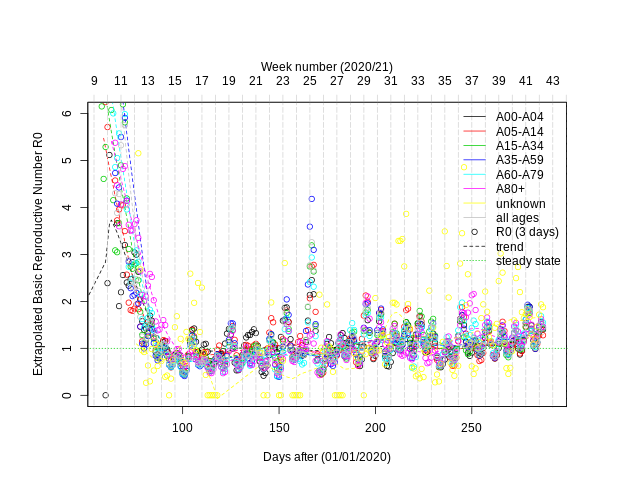 Week number (2020/21)
9 11 13 15 17 19 21 23 25 27 29 31 33 35 37 39 41 43
Extrapolated Basic Reproductive Number R0
6
5
4
3
2
1
0
A00-A04
A05-A14
A15-A34
A35-A59
A60-A79
A80+
unknown
all ages
R0 (3 days)
trend
steady state
100 150 200 250
Days after (01/01/2020)